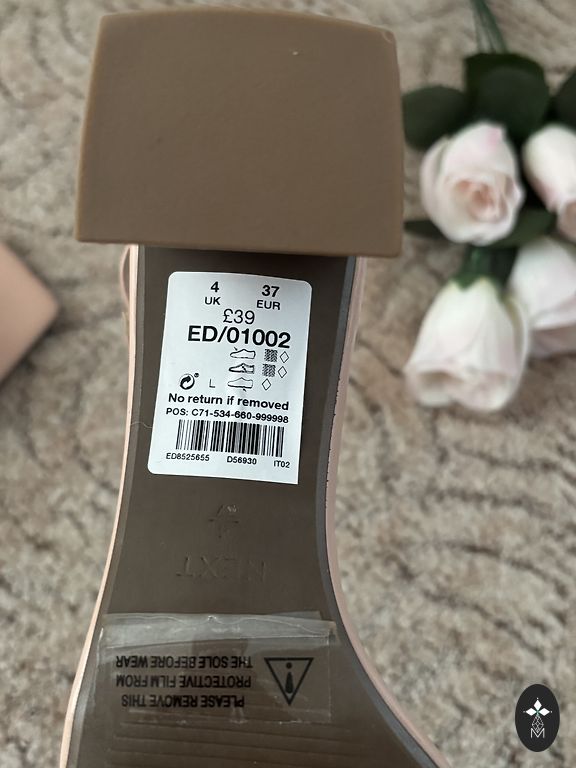 4 37
UK EUR
£39
ED/01002
L
No return if removed
POS: C71-534-660-999998
ED8525655 D56930 IT02
NEXT
PLEASE REMOVE THIS
PROTECTIVE FILM FROM
THE SOLE BEFORE WEAR
M